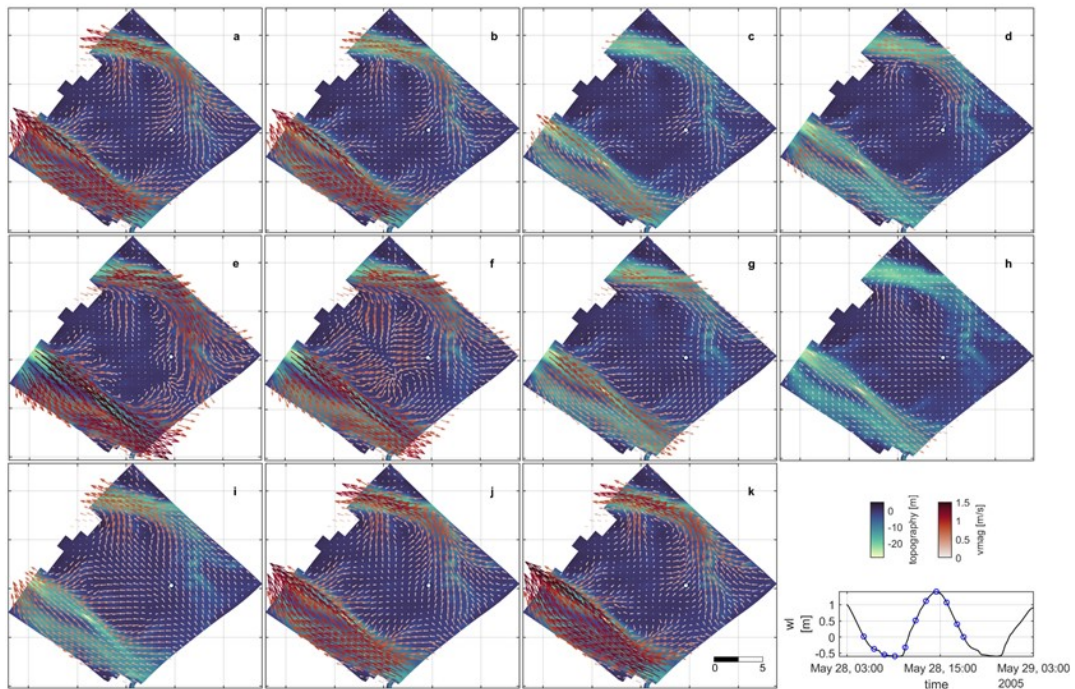 a
b
c
d
e
f
g
h
i
j
k
0
-10
-20
topography [m]
1.5
1
0.5
0
vmag [m/s]
0
5
1
0.5
0
-0.5
wl
[m]
May 28, 03:00
May 28, 15:00
May 29, 03:00
time
2005